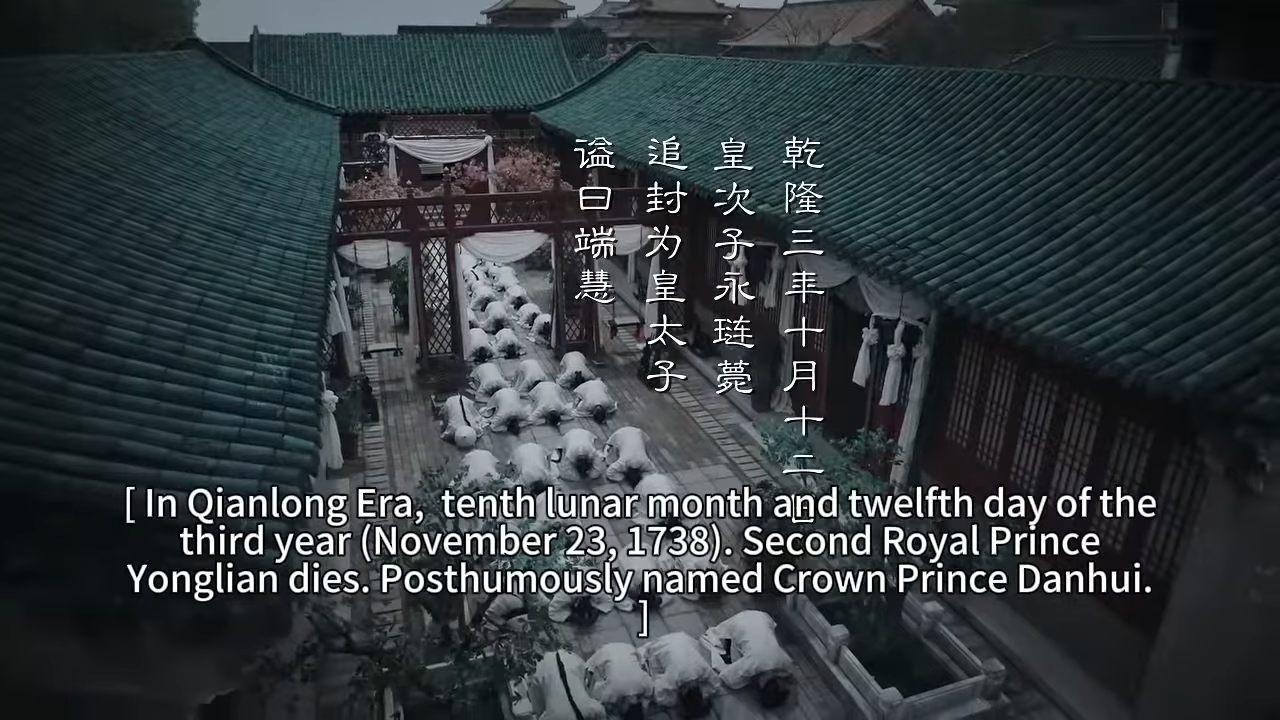 乾隆三年十月十二日
皇次子永琏薨
追封为皇太子
谥曰端慧
[ In Qianlong Era,  tenth lunar month and twelfth day of the
third year (November 23, 1738). Second Royal Prince
Yonglian dies. Posthumously named Crown Prince Danhui.
]